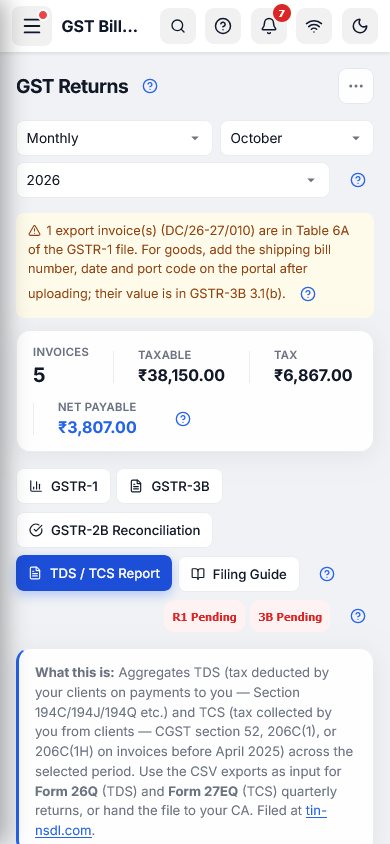 GST Bill...
7
GST Returns
Monthly
October
2026
1 export invoice(s) (DC/26-27/010) are in Table 6A
of the GSTR-1 file. For goods, add the shipping bill
number, date and port code on the portal after
uploading; their value is in GSTR-3B 3.1(b).
INVOICES
5
TAXABLE
₹38,150.00
TAX
₹6,867.00
NET PAYABLE
₹3,807.00
GSTR-1
GSTR-3B
GSTR-2B Reconciliation
TDS / TCS Report
Filing Guide
R1 Pending
3B Pending
What this is: Aggregates TDS (tax deducted by
your clients on payments to you — Section
194C/194J/194Q etc.) and TCS (tax collected by
you from clients — CGST section 52, 206C(1), or
206C(1H) on invoices before April 2025) across the
selected period. Use the CSV exports as input for
Form 26Q (TDS) and Form 27EQ (TCS) quarterly
returns, or hand the file to your CA. Filed at tin-
nsdl.com.